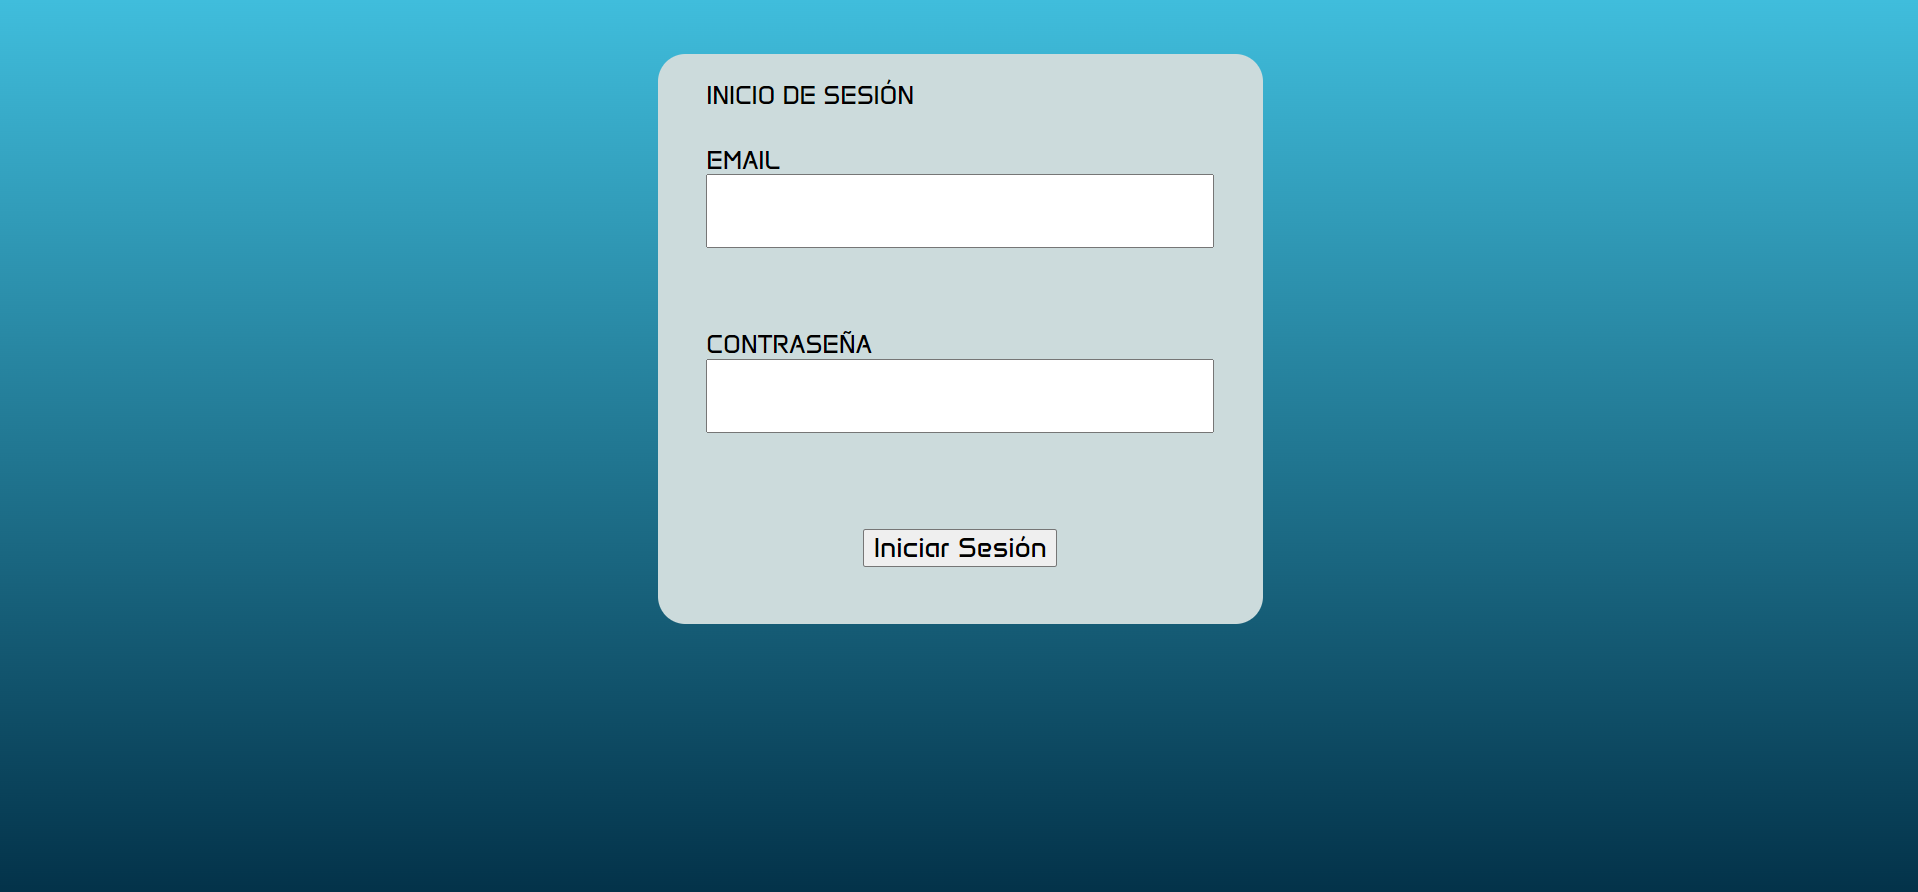 INICIO DE SESIÓN
EMAIL
CONTRASEÑA
Iniciar Sesión